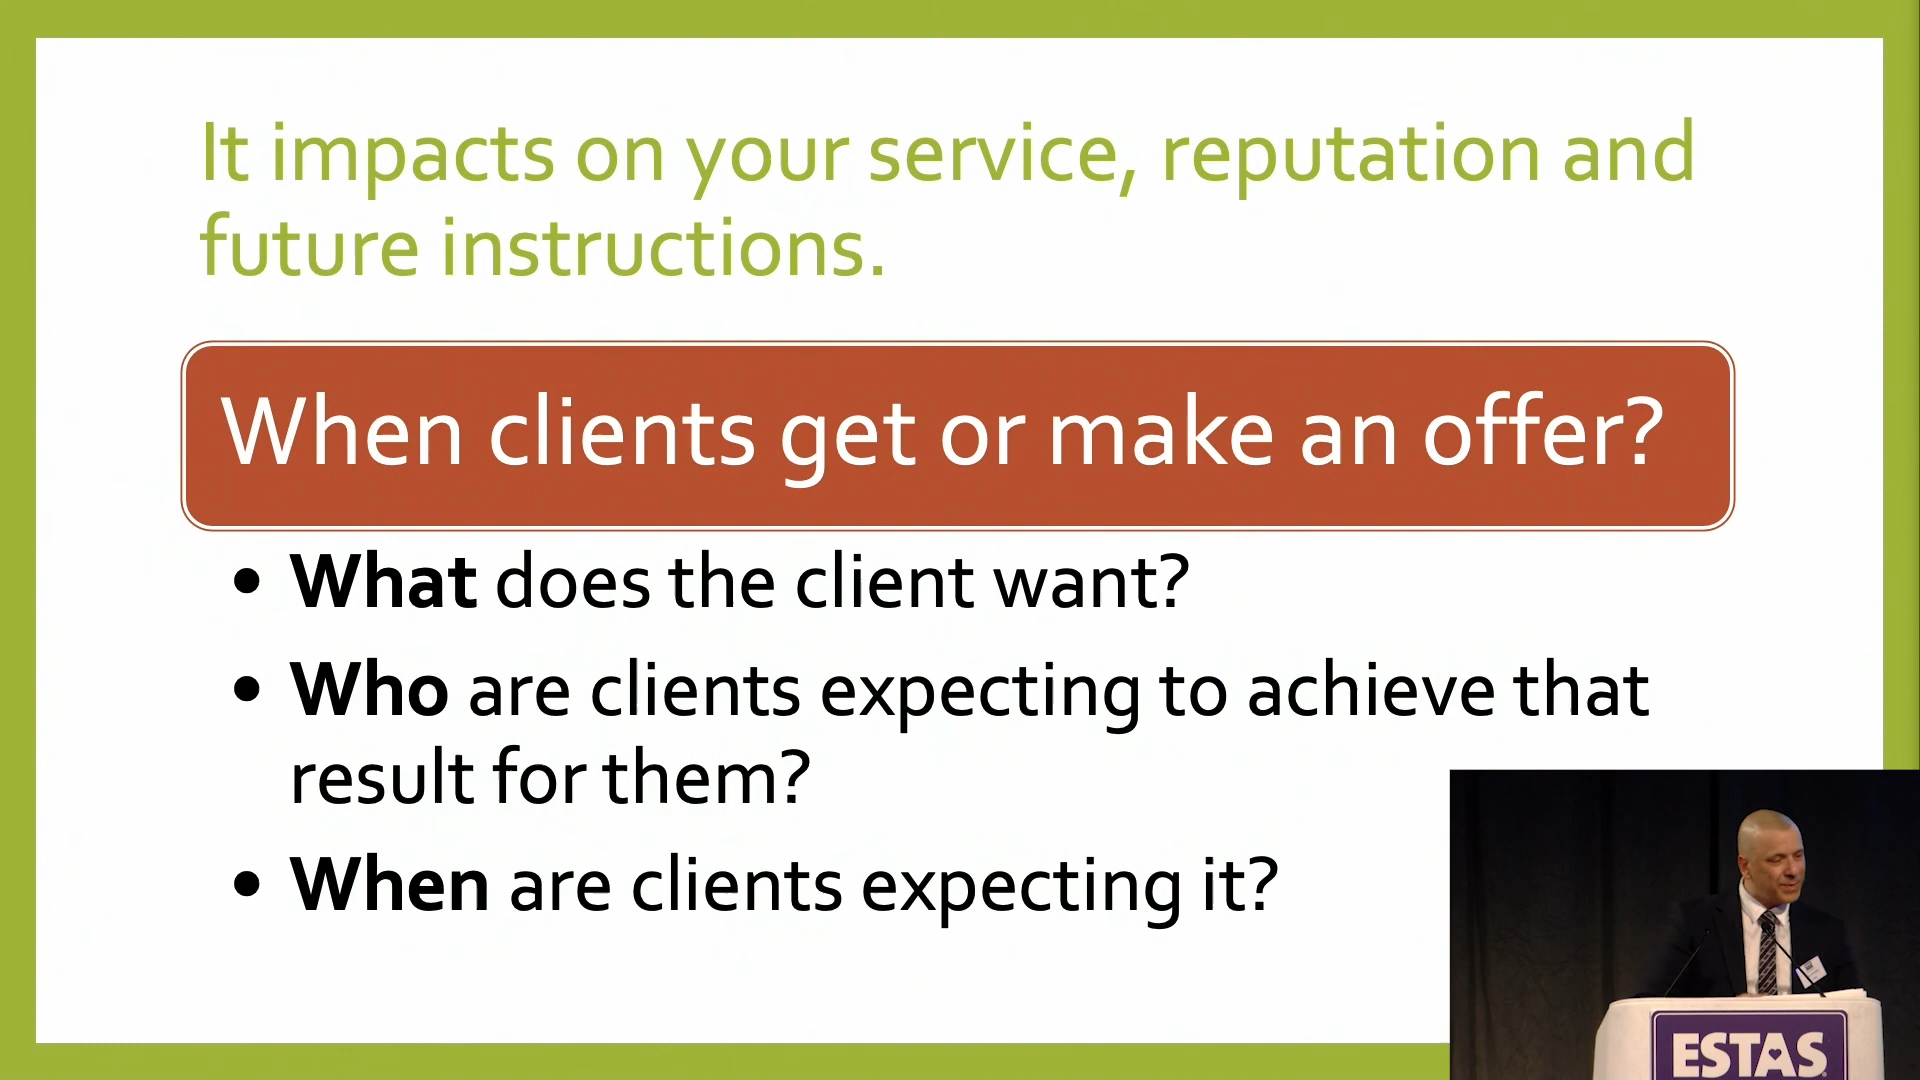 It impacts on your service, reputation and
future instructions.
When clients get or make an offer?
• What does the client want?
• Who are clients expecting to achieve that
result for them?
• When are clients expecting it?
ESTAS